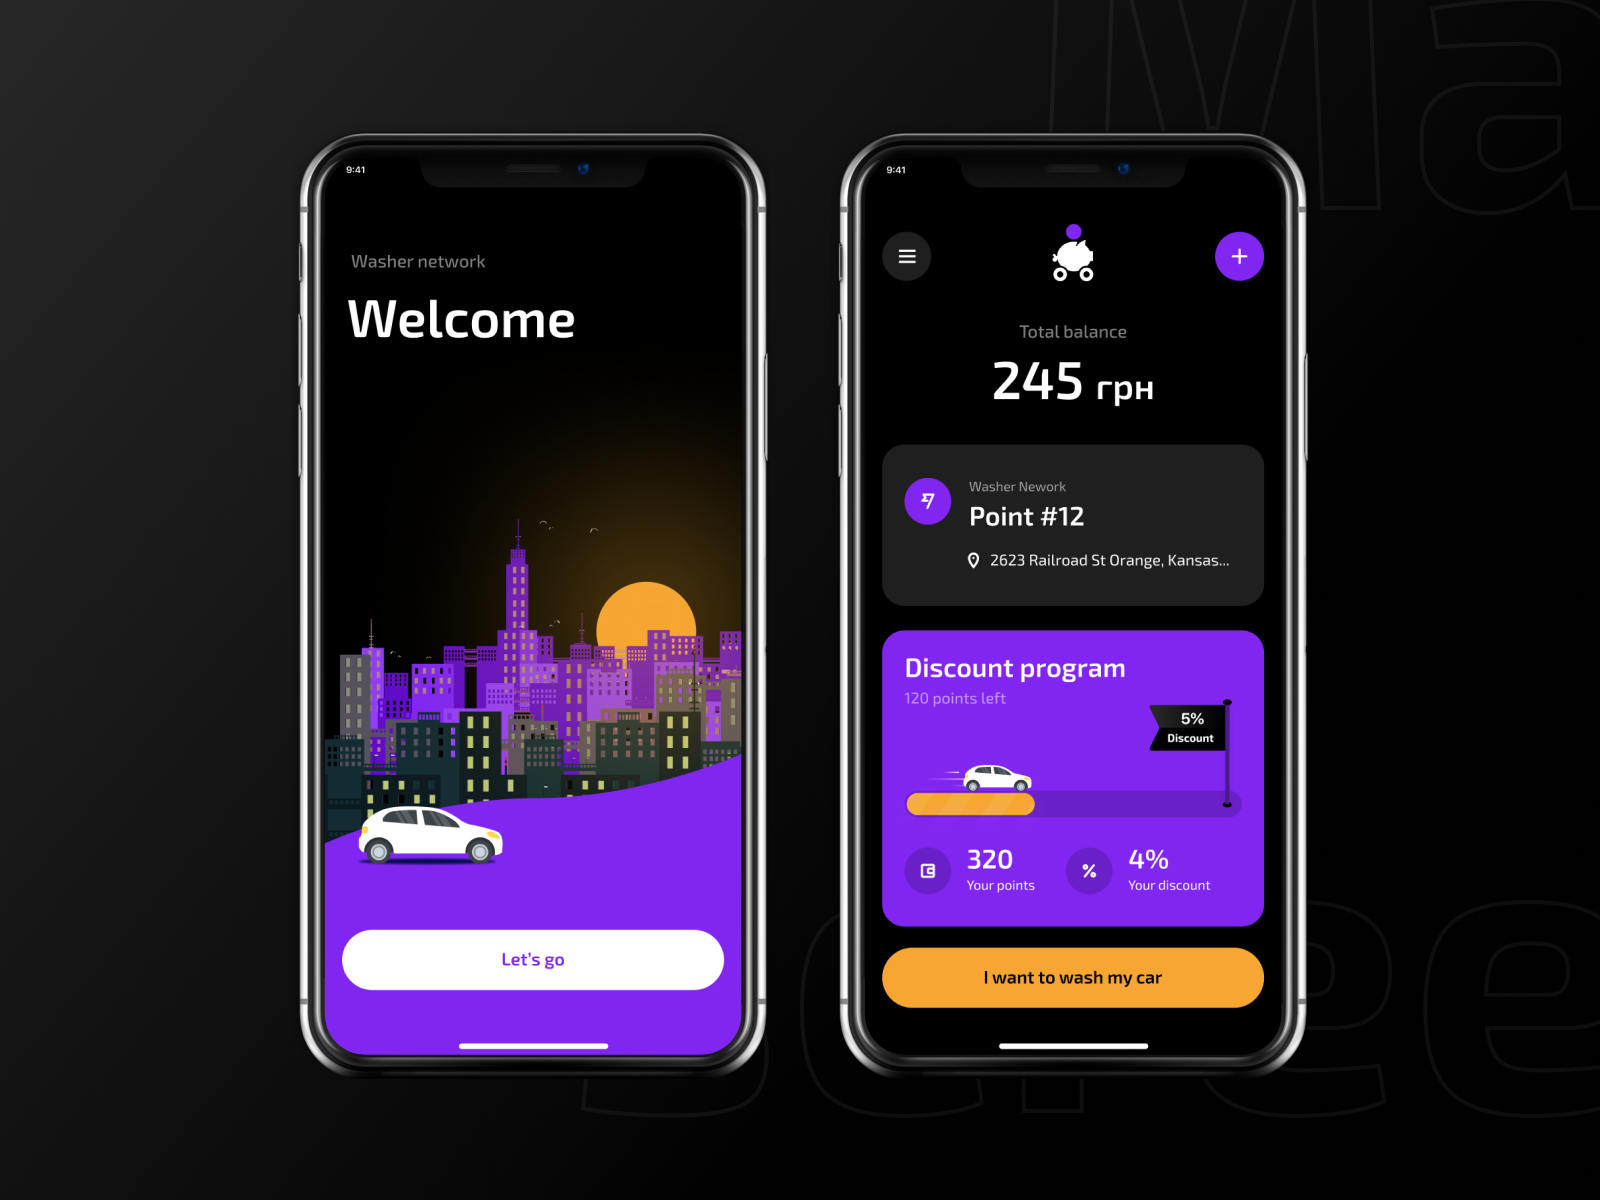 Ma
9:41
Washer network
Welcome
Let's go
9:41
Total balance
245 грн
Washer Nework
Point #12
2623 Railroad St Orange, Kansas...
Discount program
120 points left
5%
Discount
320
Your points
4%
Your discount
I want to wash my car